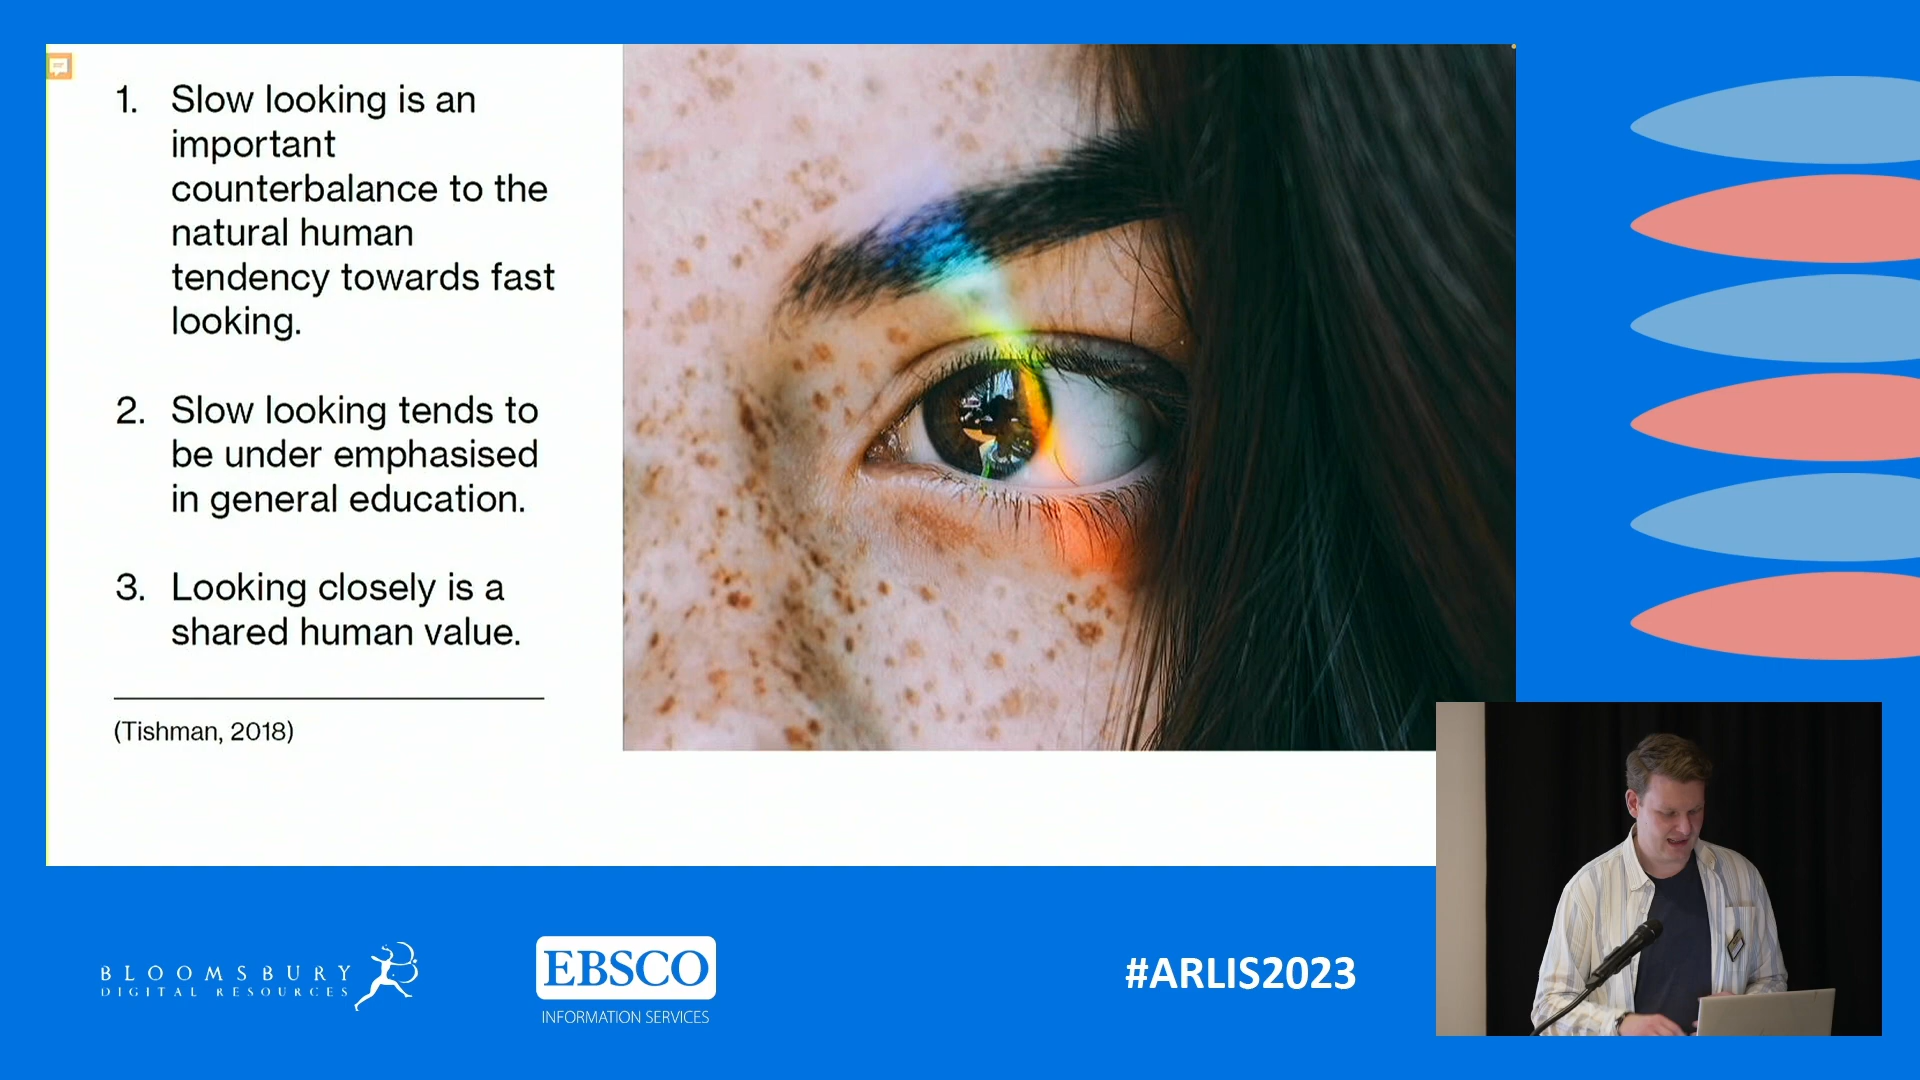 1. Slow looking is an
important
counterbalance to the
natural human
tendency towards fast
looking.
2. Slow looking tends to
be under emphasised
in general education.
3. Looking closely is a
shared human value.
(Tishman, 2018)
BLOOMSBURY
DIGITAL RESOURCES
EBSCO
INFORMATION SERVICES
#ARLIS2023